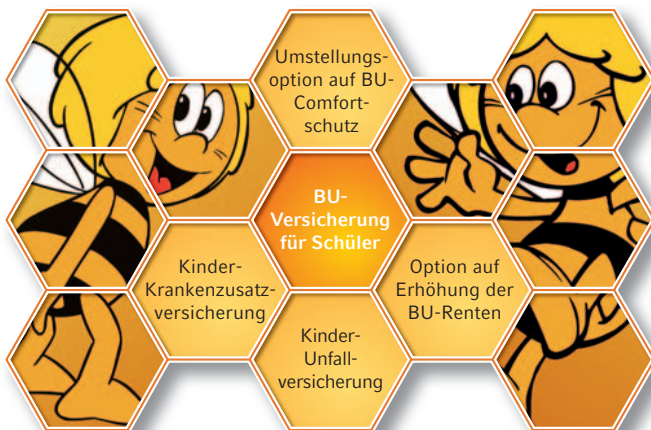 Umstellungs-
option auf BU-
Comfort-
schutz
BU-
Versicherung
für Schüler
Kinder-
Krankenzusatz-
versicherung
Option auf
Erhöhung der
BU-Renten
Kinder-
Unfall-
versicherung